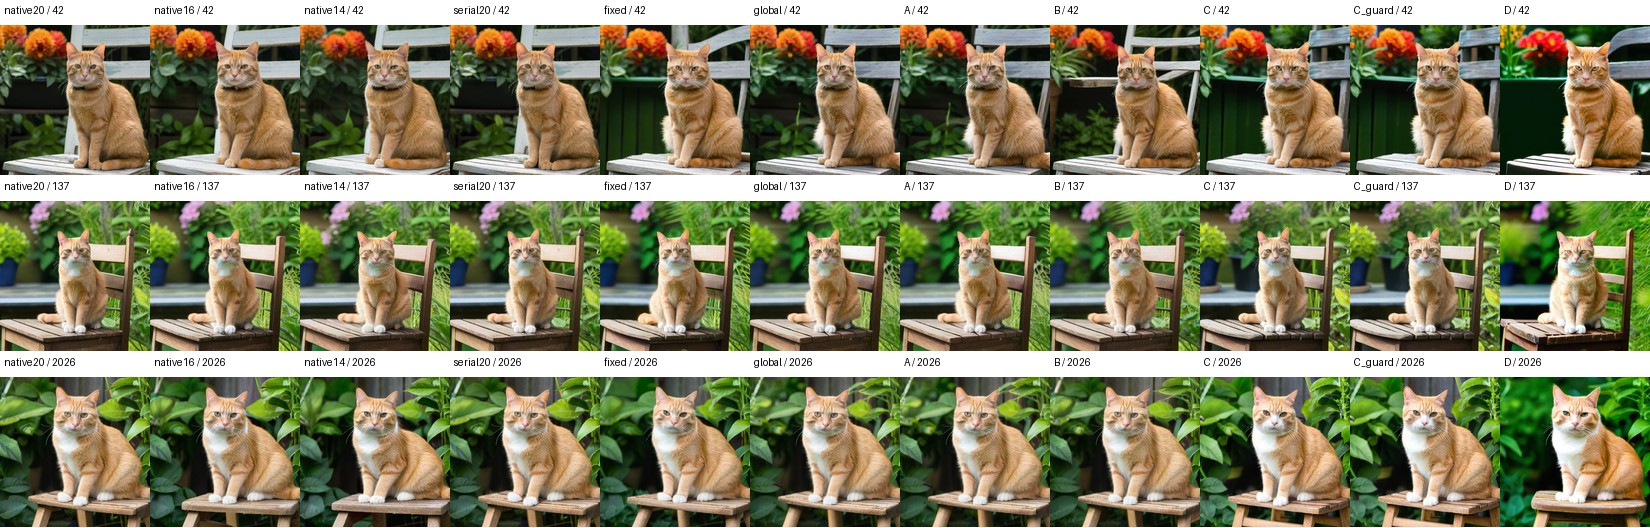 native20 / 42 native16 / 42 native14 / 42 serial20 / 42 fixed / 42 global / 42 A / 42 B / 42 C / 42 C_guard / 42 D / 42
native20 / 137 native16 / 137 native14 / 137 serial20 / 137 fixed / 137 global / 137 A / 137 B / 137 C / 137 C_guard / 137 D / 137
native20 / 2026 native16 / 2026 native14 / 2026 serial20 / 2026 fixed / 2026 global / 2026 A / 2026 B / 2026 C / 2026 C_guard / 2026 D / 2026